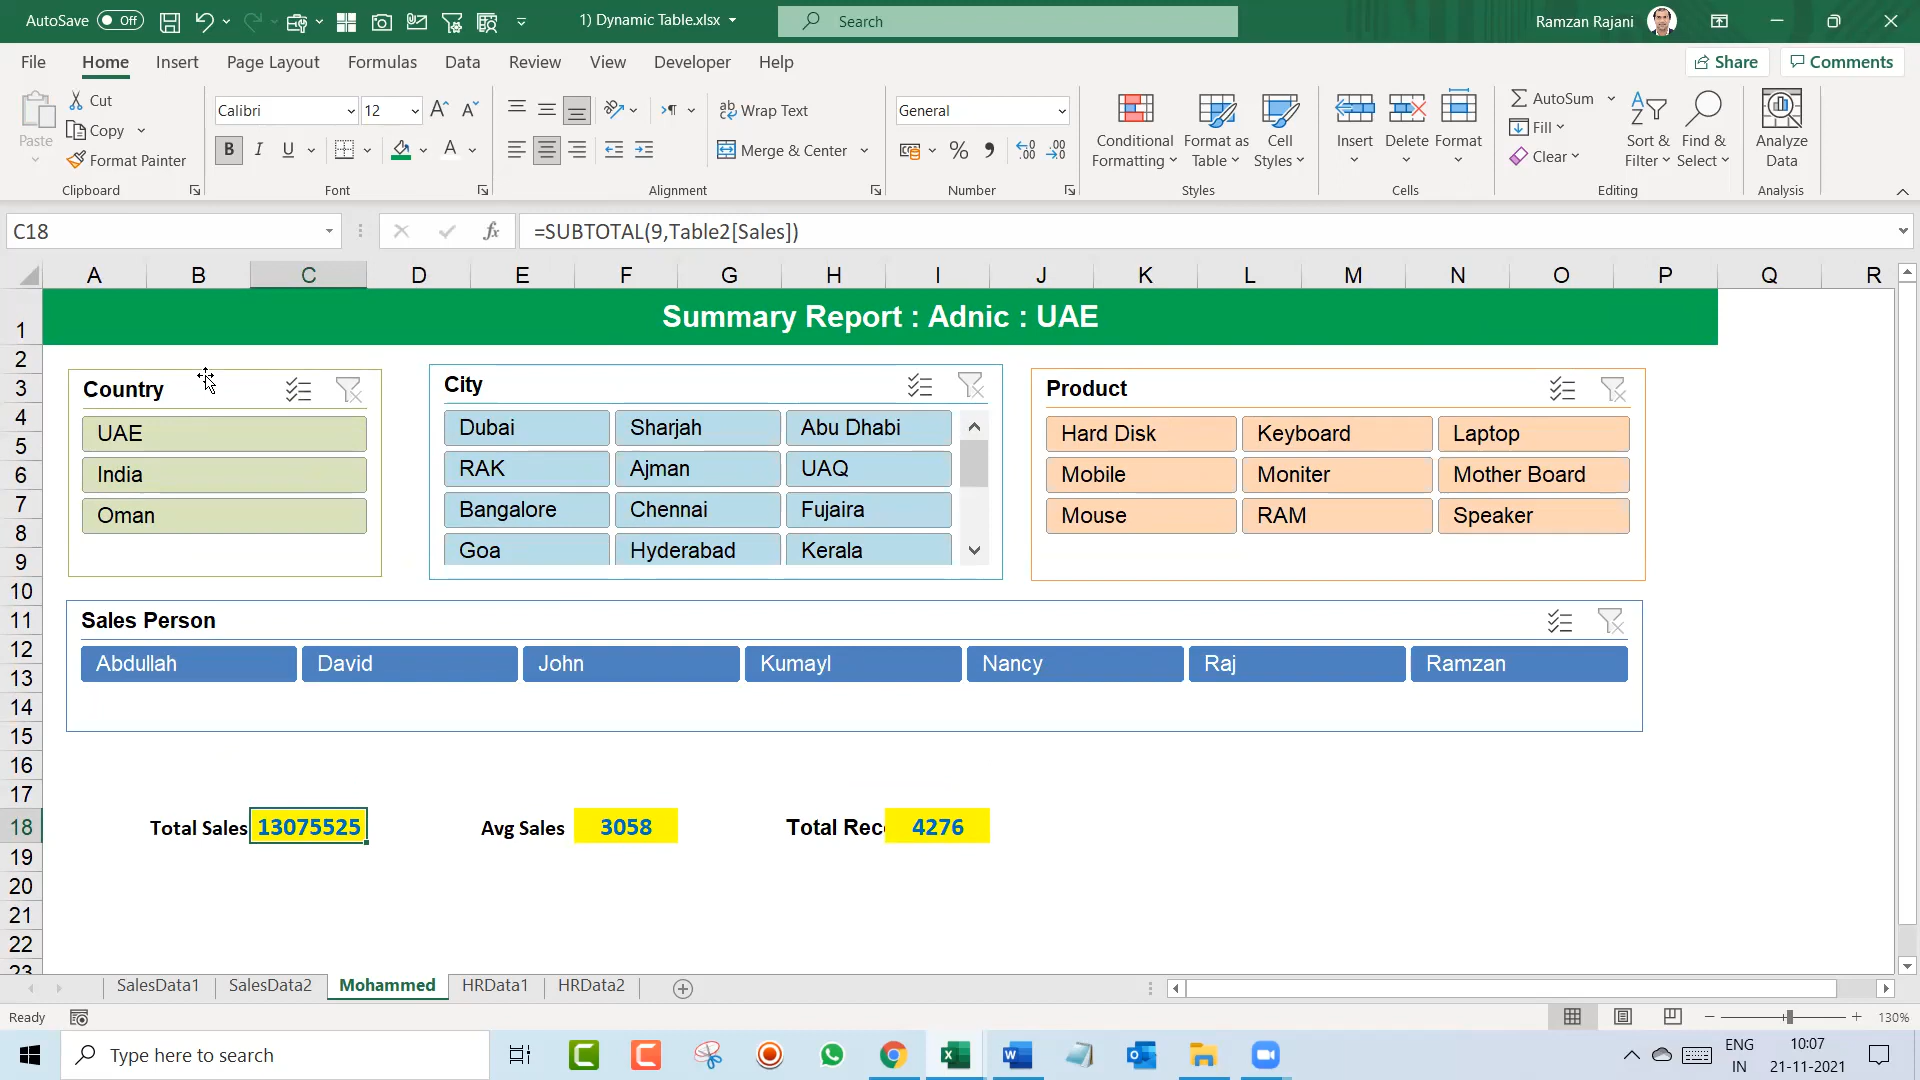 AutoSave Off
1) Dynamic Table.xlsx
Search
Ramzan Rajani
File Home Insert Page Layout Formulas Data Review View Developer Help
Share Comments
Paste
Cut
Copy
Format Painter
Clipboard
Calibri 12
B I U A
Font
ab Wrap Text
Merge & Center
Alignment
General
% 9 .00
Number
Conditional Formatting
Format as Table
Cell Styles
Styles
Insert Delete Format
Cells
AutoSum
Fill
Clear
Sort & Filter
Find & Select
Editing
Analyze Data
Analysis
C18 fx =SUBTOTAL(9,Table2[Sales])
A B C D E F G H I J K L M N O P Q R
1 Summary Report : Adnic : UAE
2
3
4
5
6
7
8
9
10
11
12
13
14
15
16
17
18
19
20
21
22
23
Country
UAE
India
Oman
City
Dubai Sharjah Abu Dhabi
RAK Ajman UAQ
Bangalore Chennai Fujaira
Goa Hyderabad Kerala
Product
Hard Disk Keyboard Laptop
Mobile Moniter Mother Board
Mouse RAM Speaker
Sales Person
Abdullah David John Kumayl Nancy Raj Ramzan
Total Sales 13075525 Avg Sales 3058 Total Rec 4276
SalesData1 SalesData2 Mohammed HRData1 HRData2
Ready
130%
Type here to search
ENG
IN
10:07
21-11-2021